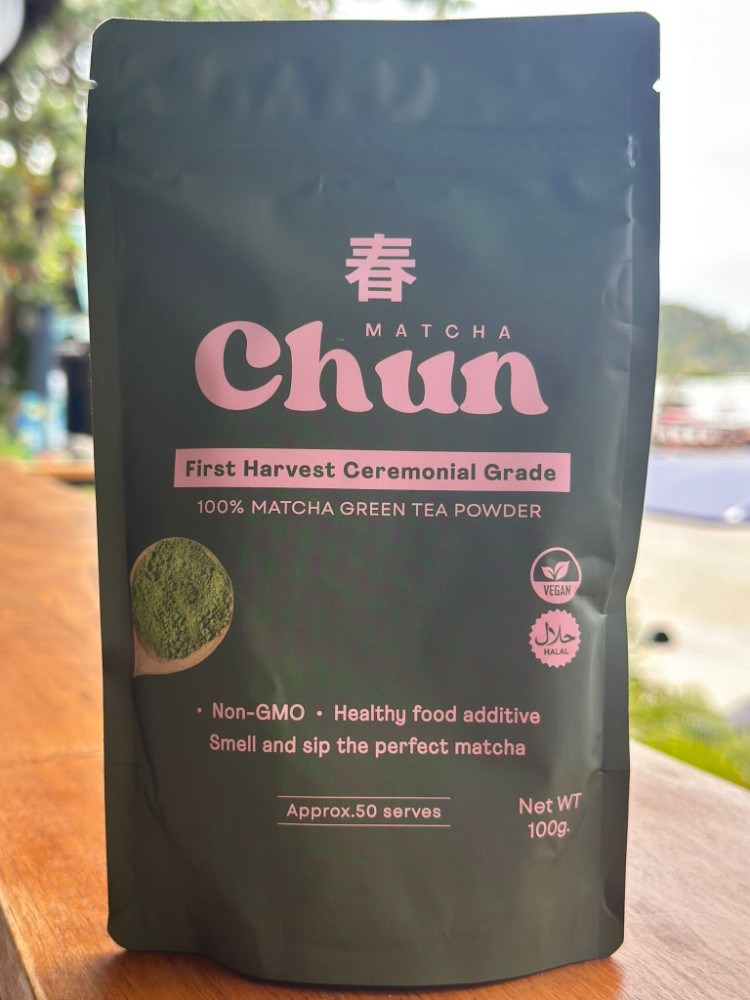 春
MATCHA
Chun
First Harvest Ceremonial Grade
100% MATCHA GREEN TEA POWDER
VEGAN
حلال
HALAL
• Non-GMO • Healthy food additive
Smell and sip the perfect matcha
Approx.50 serves
Net WT
100g.